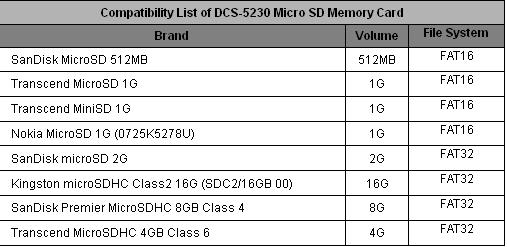 Compatibility List of DCS-5230 Micro SD Memory Card
Brand Volume File System
SanDisk MicroSD 512MB 512MB FAT16
Transcend MicroSD 1G 1G FAT16
Transcend MiniSD 1G 1G FAT16
Nokia MicroSD 1G (0725K5278U) 1G FAT16
SanDisk microSD 2G 2G FAT32
Kingston microSDHC Class2 16G (SDC2/16GB 00) 16G FAT32
SanDisk Premier MicroSDHC 8GB Class 4 8G FAT32
Transcend MicroSDHC 4GB Class 6 4G FAT32